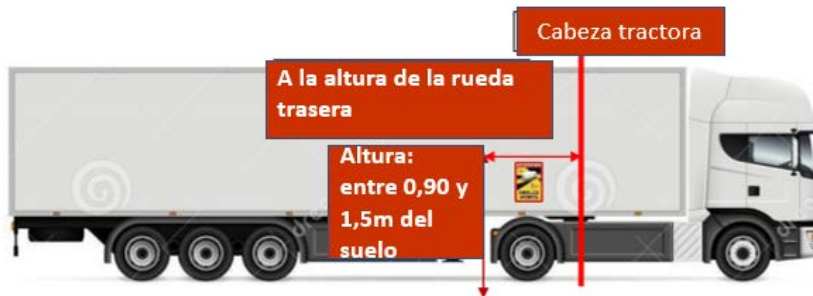 Cabeza tractora
A la altura de la rueda
trasera
Altura:
entre 0,90 y
1,5m del
suelo